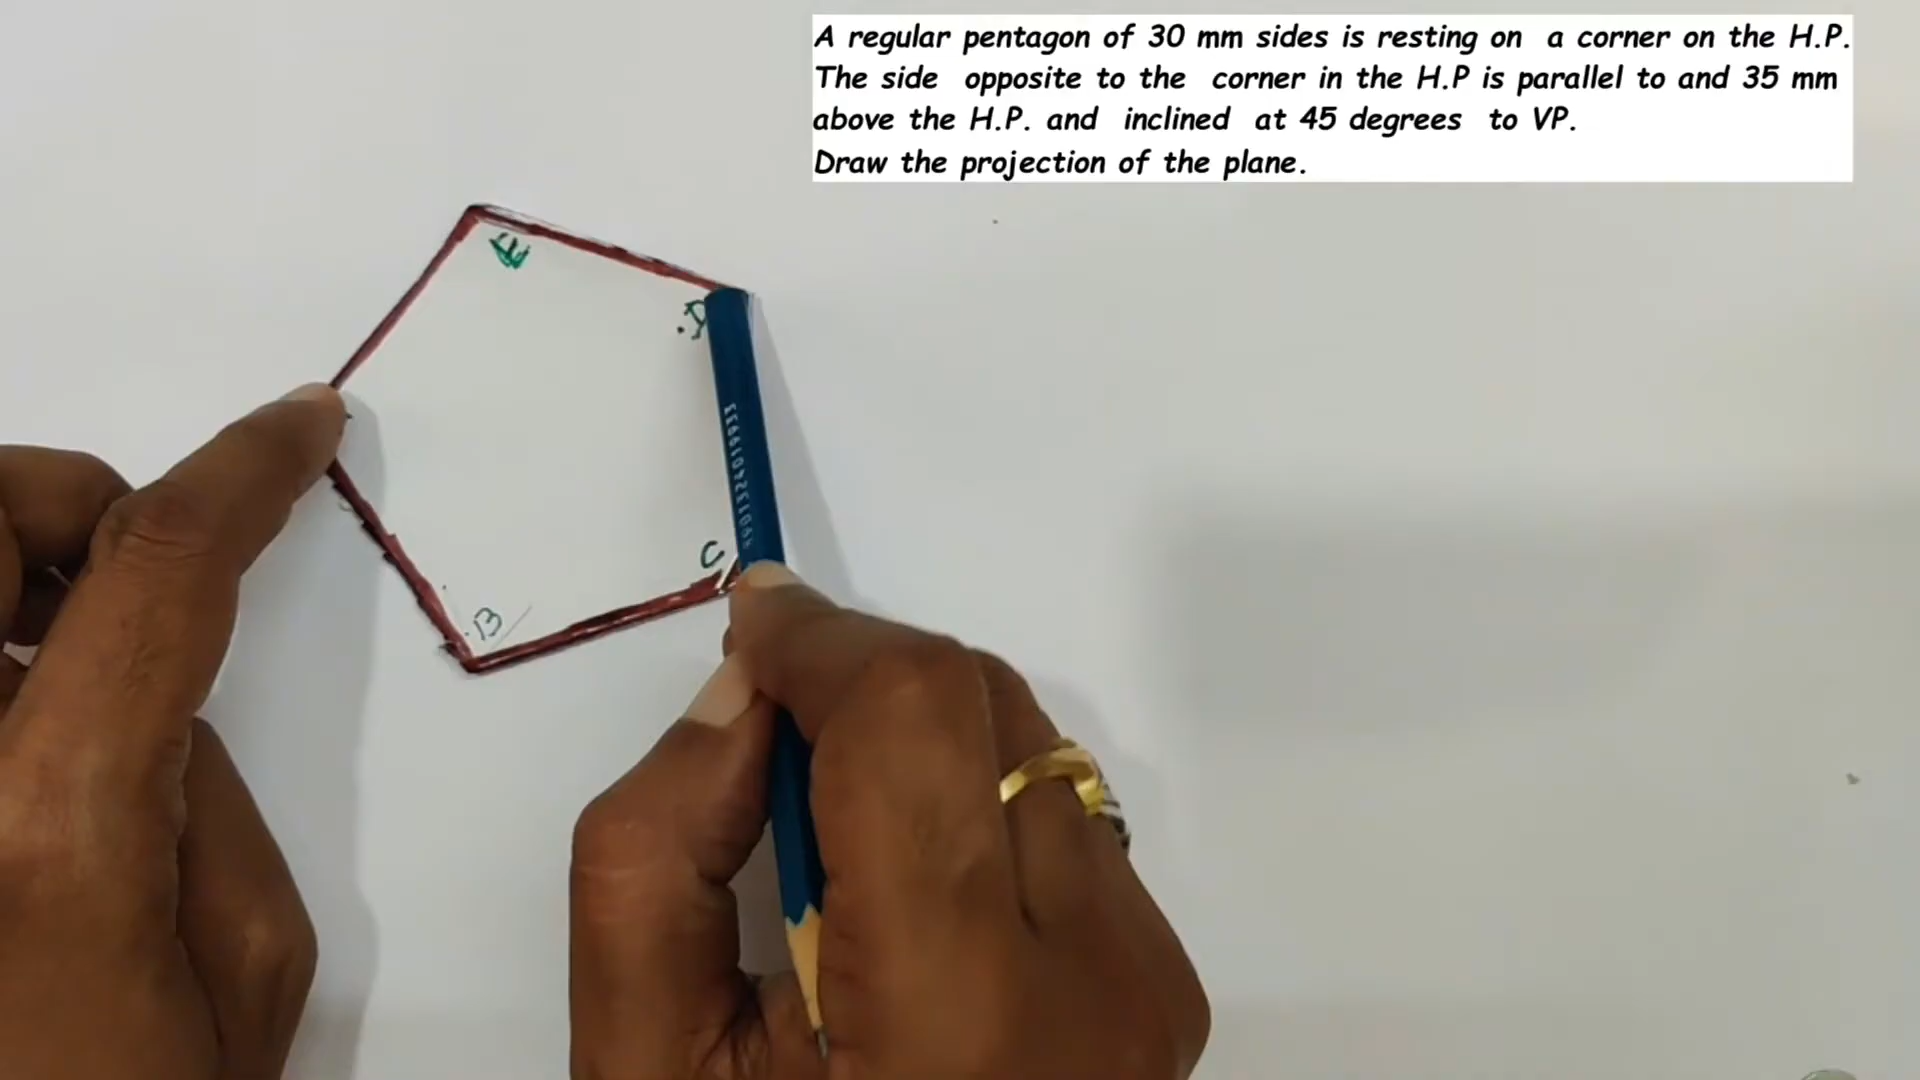 A regular pentagon of 30 mm sides is resting on a corner on the H.P.
The side opposite to the corner in the H.P is parallel to and 35 mm
above the H.P. and inclined at 45 degrees to VP.
Draw the projection of the plane.
E
D
C
B